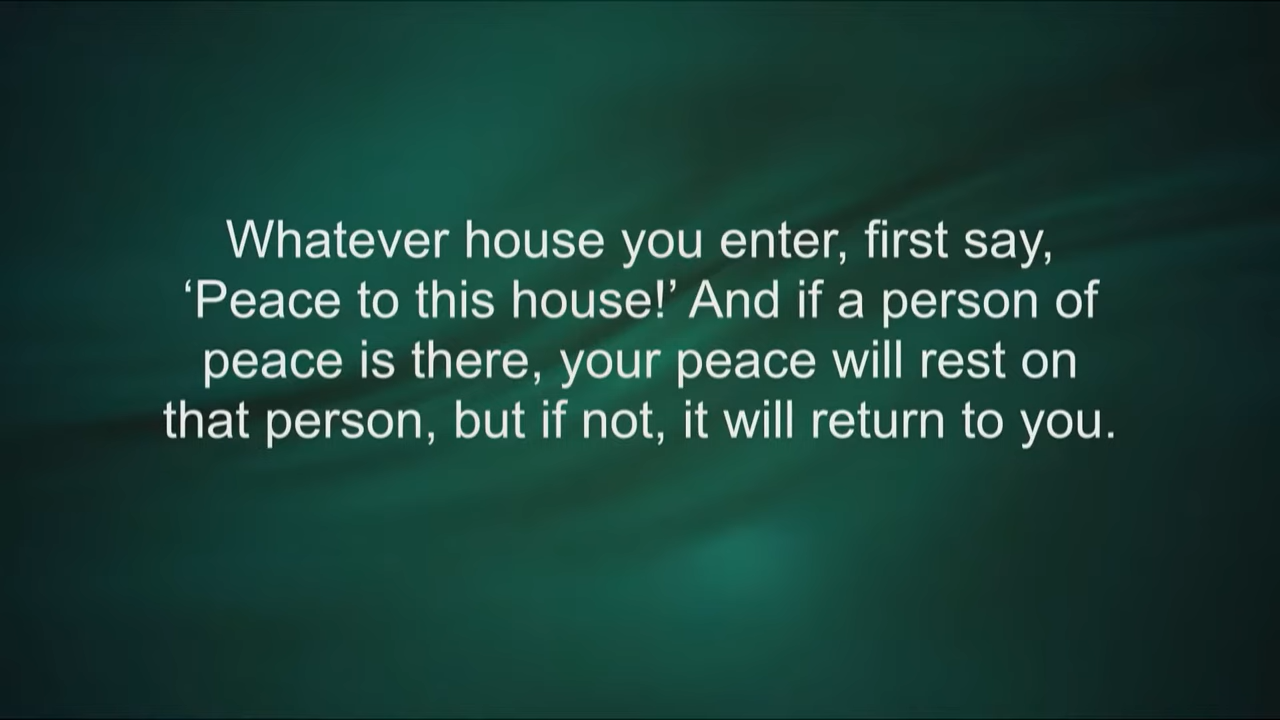 Whatever house you enter, first say,
‘Peace to this house!’ And if a person of
peace is there, your peace will rest on
that person, but if not, it will return to you.